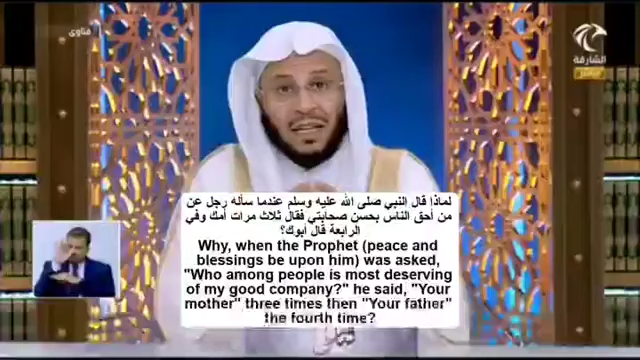 فتاوى
الشارقة
مباشر
لماذا قال النبي صلى الله عليه وسلم عندما سأله رجل عن
من أحق الناس بحسن صحابتي فقال ثلاث مرات أمك وفي
الرابعة قال أبوك؟
Why, when the Prophet (peace and
blessings be upon him) was asked,
"Who among people is most deserving
of my good company?" he said, "Your
mother" three times then "Your father"
the fourth time?